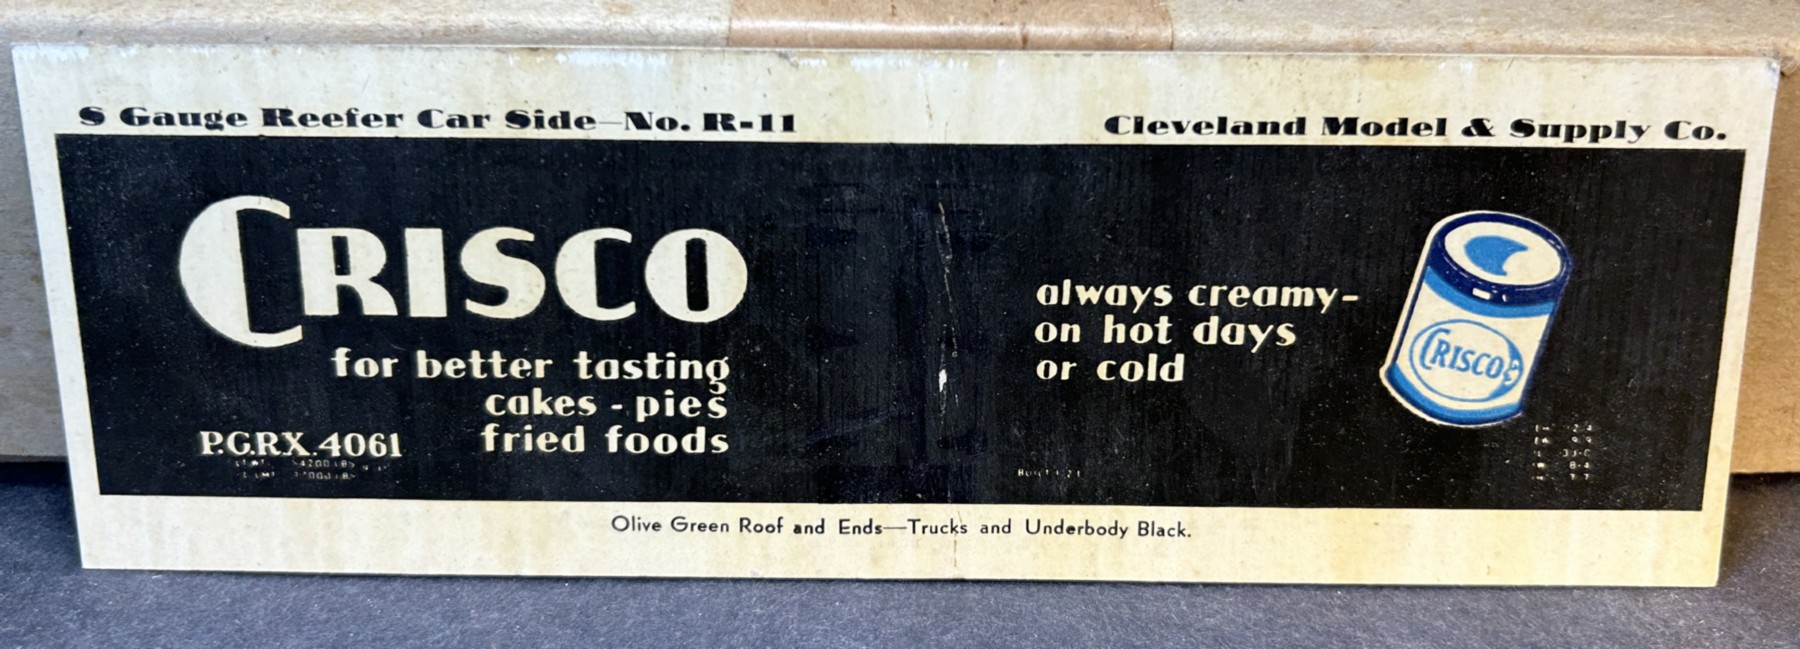 S Gauge Reefer Car Side—No. R-11
Cleveland Model & Supply Co.
CRISCO
for better tasting
cakes - pies
fried foods
P.G.R.X. 4061
always creamy-
on hot days
or cold
CRISCO
Olive Green Roof and Ends—Trucks and Underbody Black.